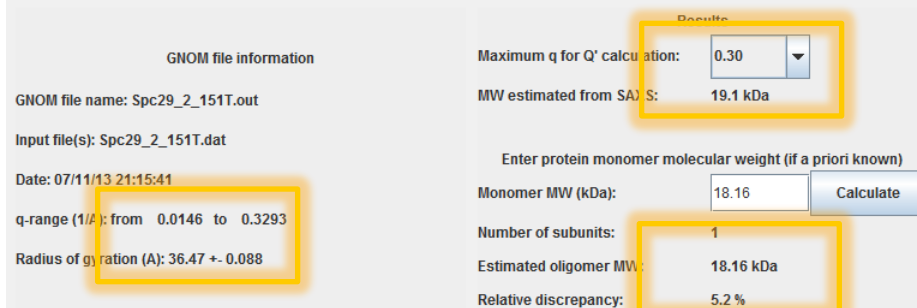 GNOM file information
GNOM file name: Spc29_2_151T.out
Input file(s): Spc29_2_151T.dat
Date: 07/11/13 21:15:41
q-range (1/A): from 0.0146 to 0.3293
Radius of gyration (A): 36.47 +- 0.088
Results
Maximum q for Q' calculation: 0.30
MW estimated from SAXS: 19.1 kDa
Enter protein monomer molecular weight (if a priori known)
Monomer MW (kDa): 18.16 Calculate
Number of subunits: 1
Estimated oligomer MW: 18.16 kDa
Relative discrepancy: 5.2 %